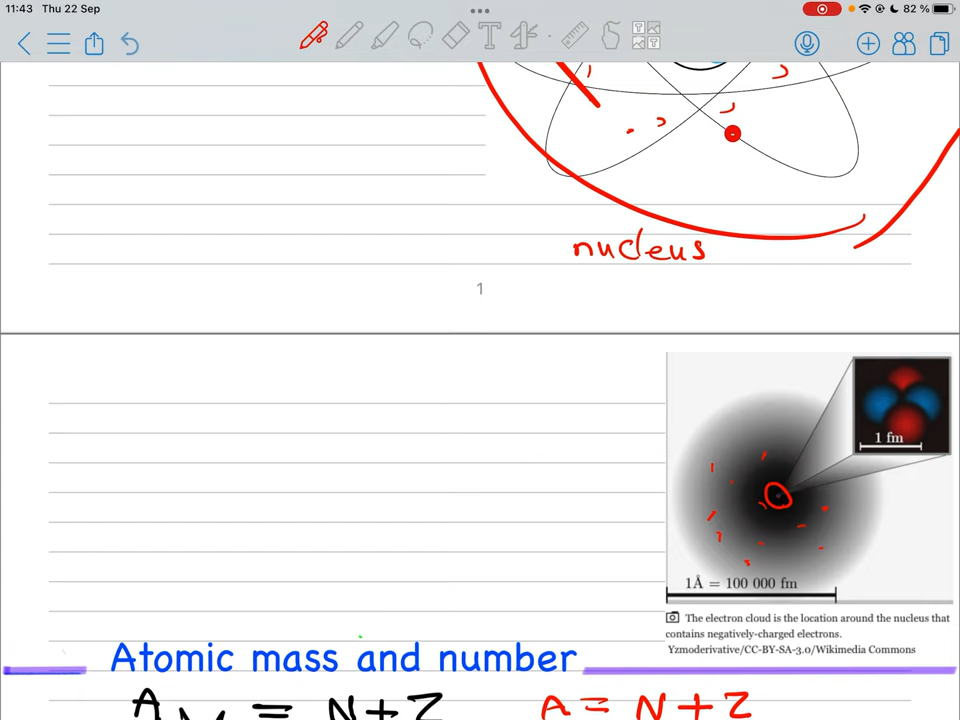 11:43 Thu 22 Sep 82 %
nucleus
1
1 fm
1Å = 100 000 fm
The electron cloud is the location around the nucleus that
contains negatively-charged electrons.
Yzmoderivative/CC-BY-SA-3.0/Wikimedia Commons
Atomic mass and number
A = N+Z A = N + Z